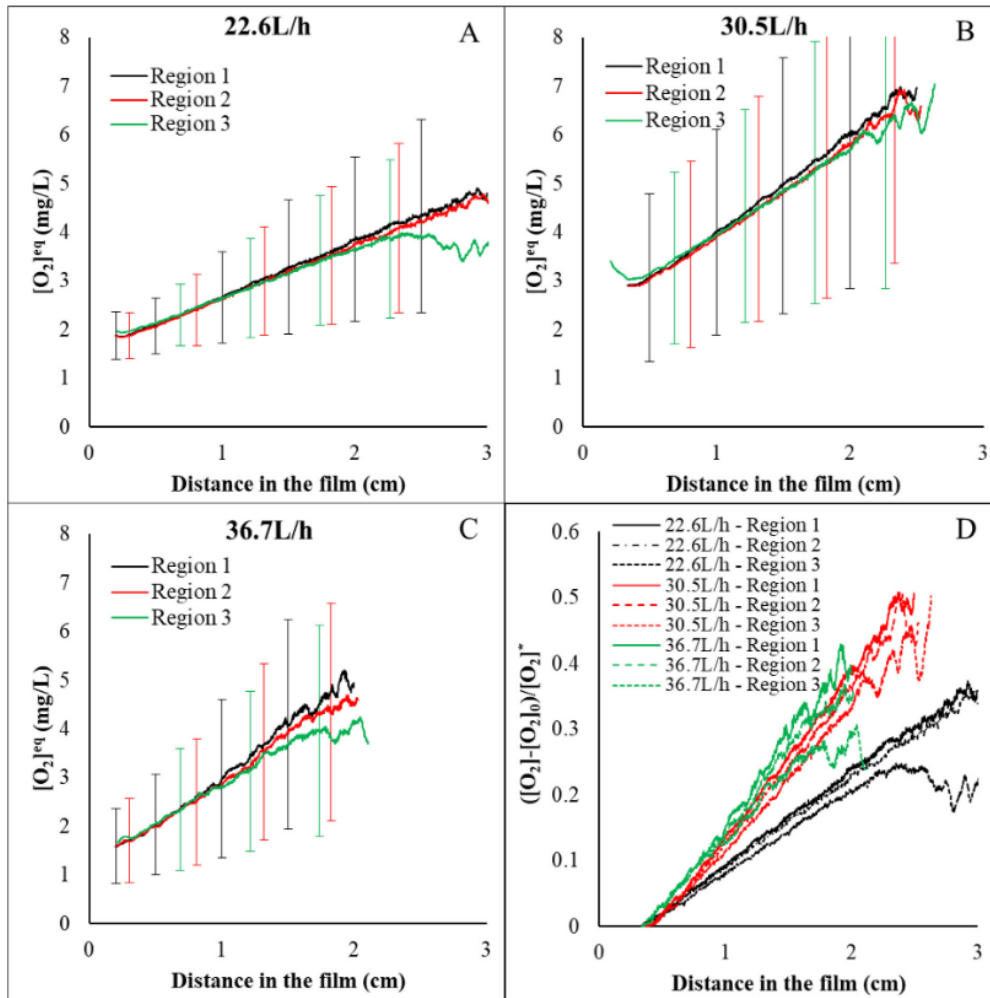 22.6L/h
A
Region 1
Region 2
Region 3
[O₂]ᵉq (mg/L)
8
7
6
5
4
3
2
1
0
0 1 2 3
Distance in the film (cm)
30.5L/h
B
Region 1
Region 2
Region 3
[O₂]ᵉq (mg/L)
8
7
6
5
4
3
2
1
0
0 1 2 3
Distance in the film (cm)
36.7L/h
C
Region 1
Region 2
Region 3
[O₂]ᵉq (mg/L)
8
7
6
5
4
3
2
1
0
0 1 2 3
Distance in the film (cm)
D
22.6L/h - Region 1
22.6L/h - Region 2
22.6L/h - Region 3
30.5L/h - Region 1
30.5L/h - Region 2
30.5L/h - Region 3
36.7L/h - Region 1
36.7L/h - Region 2
36.7L/h - Region 3
([O₂]-[O₂]₀)/[O₂]*
0.6
0.5
0.4
0.3
0.2
0.1
0
0 1 2 3
Distance in the film (cm)